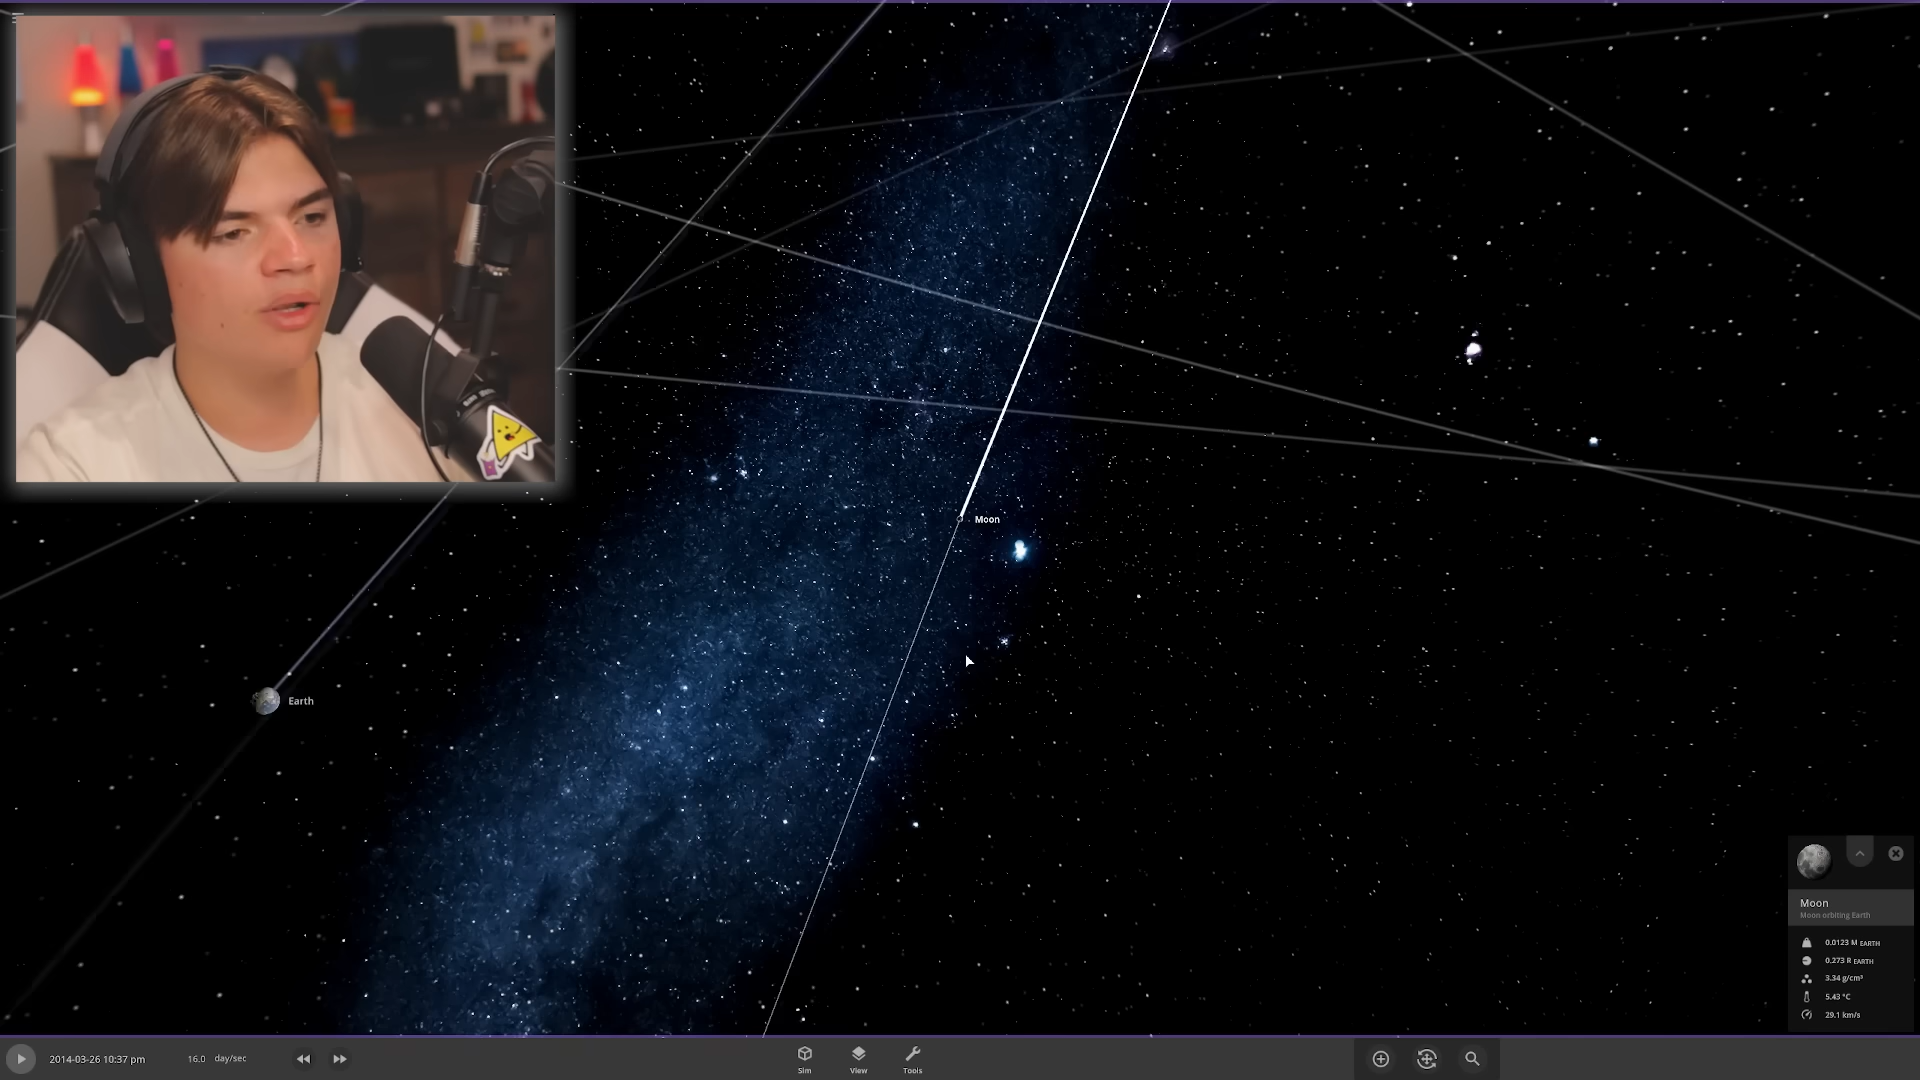 Moon
Earth
Moon
Moon orbiting Earth
0.0123 M EARTH
0.273 R EARTH
3.34 g/cm³
5.43 °C
29.1 km/s
2014-03-26 10:37 pm
16.0 day/sec
Sim
View
Tools